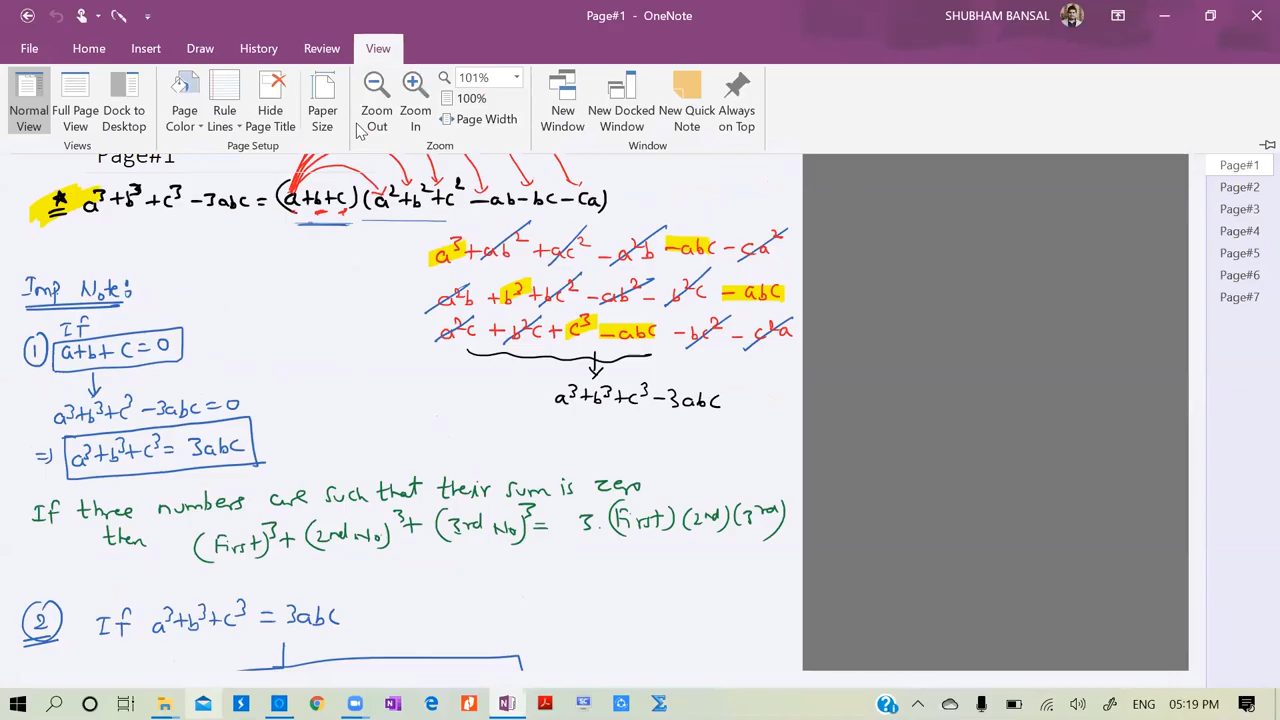 Page#1 - OneNote
SHUBHAM BANSAL
File Home Insert Draw History Review View
Normal View
Full Page View
Dock to Desktop
Page Color
Rule Lines
Hide Page Title
Paper Size
Zoom Out
Zoom In
101%
100%
Page Width
New Window
New Docked Window
New Quick Note
Always on Top
Views
Page Setup
Zoom
Window
Page#1
★ a³+b³+c³-3abc = (a+b+c)(a²+b²+c²-ab-bc-ca)
a³+ab²+ac²-a²b-abc-ca²
a²b+b³+bc²-ab²-b²c-abc
a²c+b²c+c³-abc-bc²-c²a
a³+b³+c³-3abc
Imp Note:
① If
a+b+c=0
a³+b³+c³-3abc=0
⇒ a³+b³+c³= 3abc
If three numbers are such that their sum is zero
then (First)³+(2nd No)³+(3rd No)³= 3.(First)(2nd)(3rd)
② If a³+b³+c³ = 3abc
Page#1
Page#2
Page#3
Page#4
Page#5
Page#6
Page#7
ENG 05:19 PM